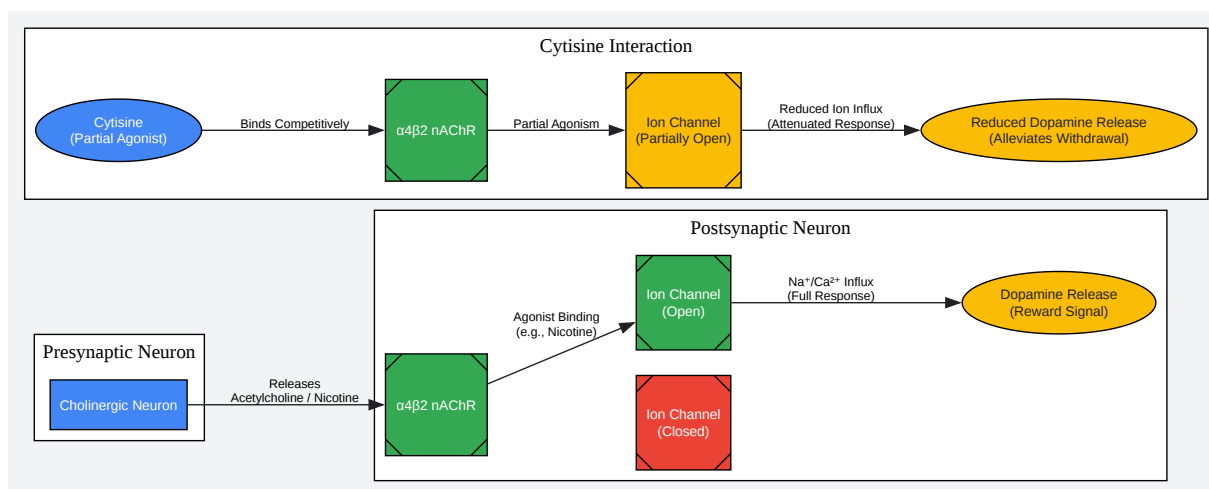 Cytisine Interaction
Cytisine
(Partial Agonist)
Binds Competitively
α4β2 nAChR
Partial Agonism
Ion Channel
(Partially Open)
Reduced Ion Influx
(Attenuated Response)
Reduced Dopamine Release
(Alleviates Withdrawal)
Postsynaptic Neuron
Presynaptic Neuron
Cholinergic Neuron
Releases
Acetylcholine / Nicotine
α4β2 nAChR
Agonist Binding
(e.g., Nicotine)
Ion Channel
(Open)
Na⁺/Ca²⁺ Influx
(Full Response)
Dopamine Release
(Reward Signal)
Ion Channel
(Closed)